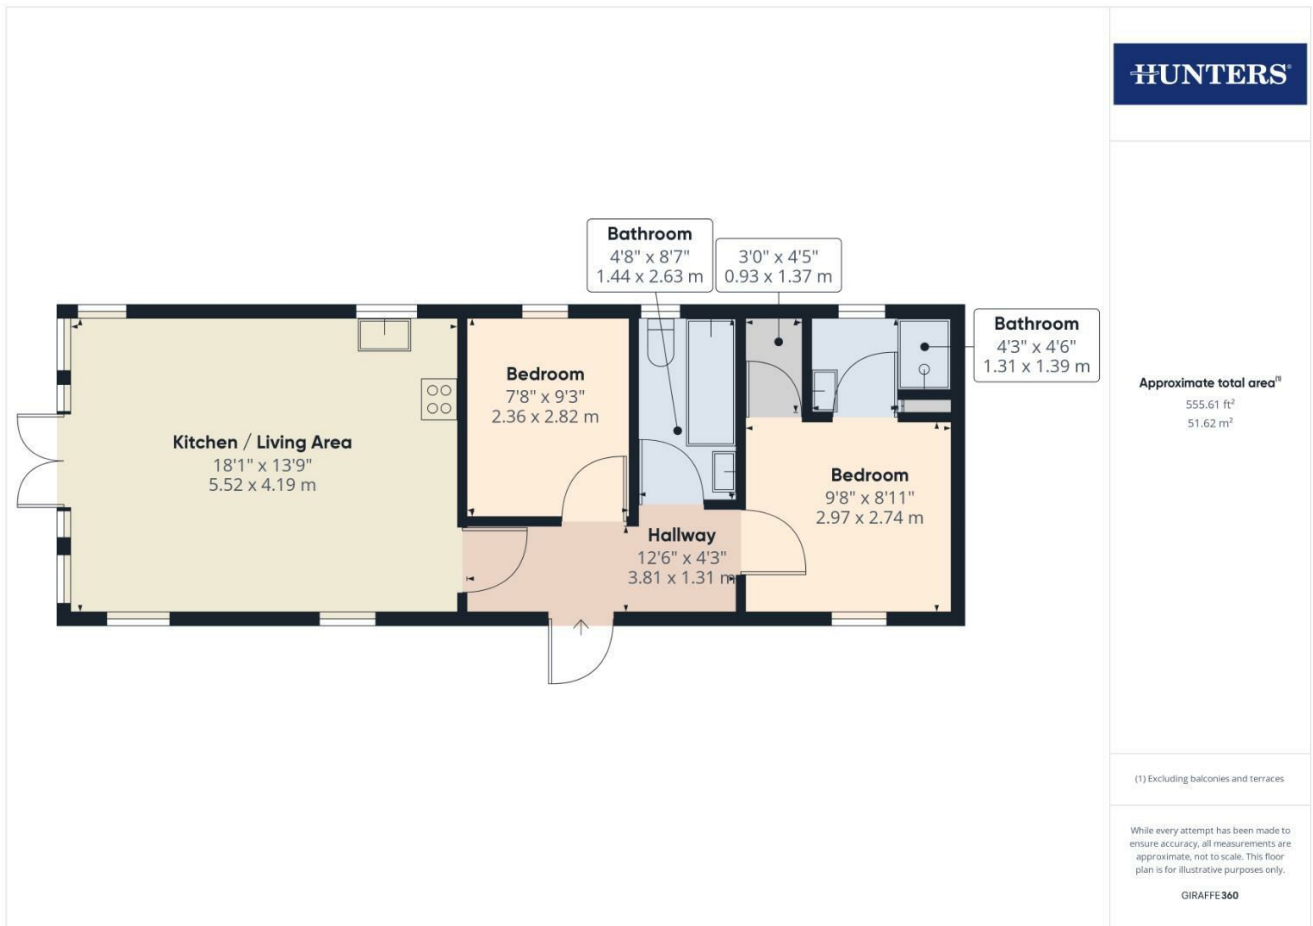 HUNTERS®
Bathroom
4'8" x 8'7"
1.44 x 2.63 m
3'0" x 4'5"
0.93 x 1.37 m
Bathroom
4'3" x 4'6"
1.31 x 1.39 m
Bedroom
7'8" x 9'3"
2.36 x 2.82 m
Kitchen / Living Area
18'1" x 13'9"
5.52 x 4.19 m
Bedroom
9'8" x 8'11"
2.97 x 2.74 m
Hallway
12'6" x 4'3"
3.81 x 1.31 m
Approximate total area⁽¹⁾
555.61 ft²
51.62 m²
(1) Excluding balconies and terraces
While every attempt has been made to
ensure accuracy, all measurements are
approximate, not to scale. This floor
plan is for illustrative purposes only.
GIRAFFE360